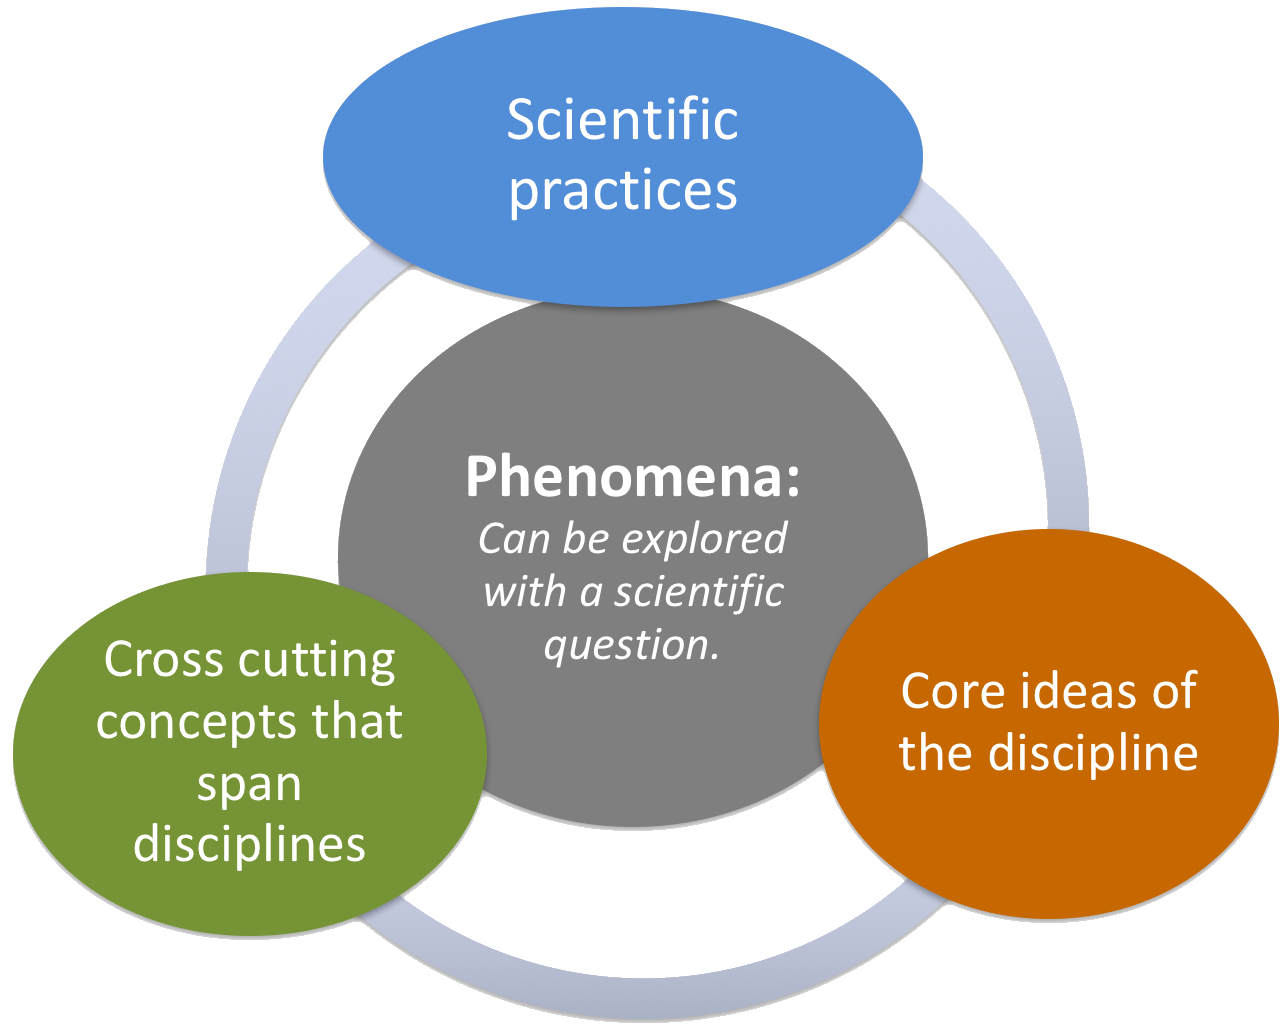 Scientific
practices
Phenomena:
Can be explored
with a scientific
question.
Cross cutting
concepts that
span
disciplines
Core ideas of
the discipline